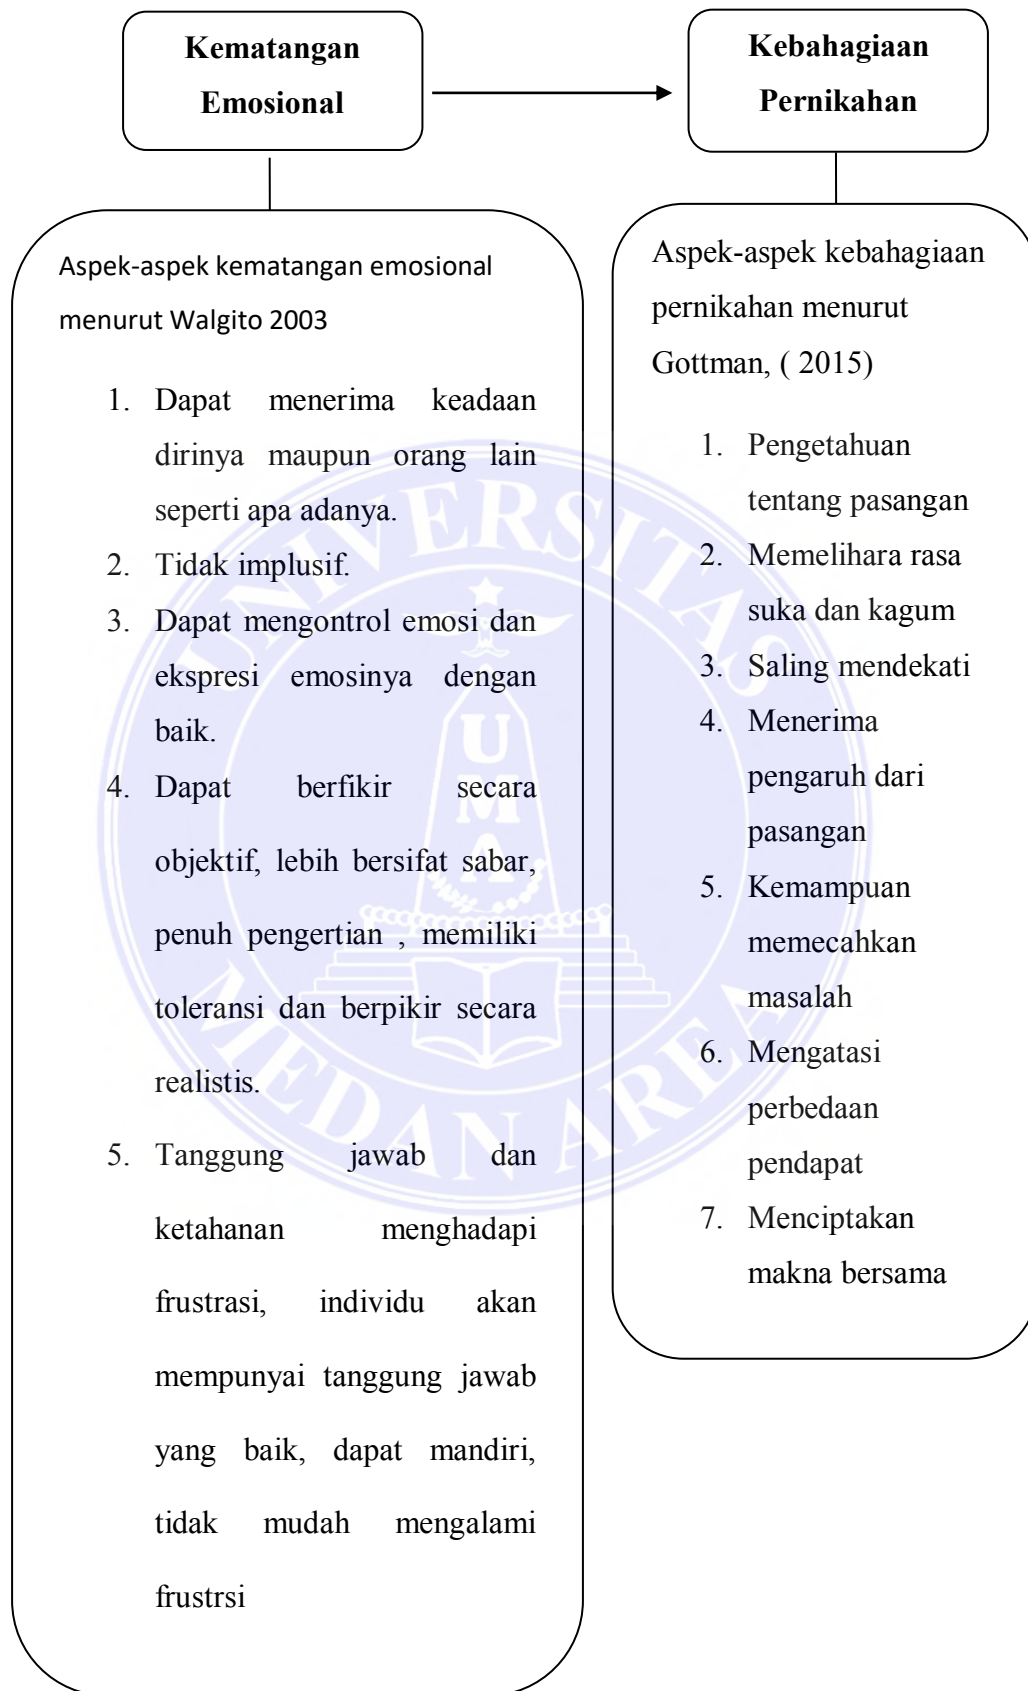 Kematangan
Emosional
Kebahagiaan
Pernikahan
Aspek-aspek kematangan emosional
menurut Walgito 2003
1. Dapat menerima keadaan
dirinya maupun orang lain
seperti apa adanya.
2. Tidak implusif.
3. Dapat mengontrol emosi dan
ekspresi emosinya dengan
baik.
4. Dapat berfikir secara
objektif, lebih bersifat sabar,
penuh pengertian , memiliki
toleransi dan berpikir secara
realistis.
5. Tanggung jawab dan
ketahanan menghadapi
frustrasi, individu akan
mempunyai tanggung jawab
yang baik, dapat mandiri,
tidak mudah mengalami
frustrsi
Aspek-aspek kebahagiaan
pernikahan menurut
Gottman, ( 2015)
1. Pengetahuan
tentang pasangan
2. Memelihara rasa
suka dan kagum
3. Saling mendekati
4. Menerima
pengaruh dari
pasangan
5. Kemampuan
memecahkan
masalah
6. Mengatasi
perbedaan
pendapat
7. Menciptakan
makna bersama
UNIVERSITAS
UMA
MEDAN AREA